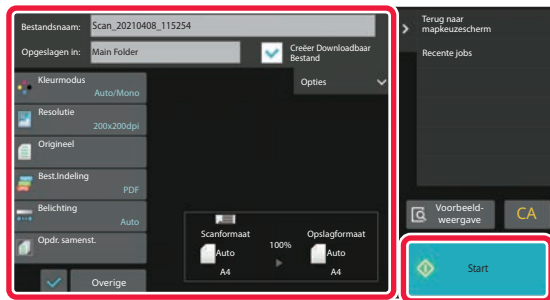 Bestandsnaam: Scan_20210408_115254
Opgeslagen in: Main Folder
Creëer Downloadbaar
Bestand
Opties
Kleurmodus
Auto/Mono
Resolutie
200x200dpi
Origineel
Best.Indeling
PDF
Belichting
Auto
Opdr. samenst.
Overige
Scanformaat
Auto
A4
100%
Opslagformaat
Auto
A4
Terug naar
mapkeuzescherm
Recente jobs
Voorbeeld-
weergave
CA
Start